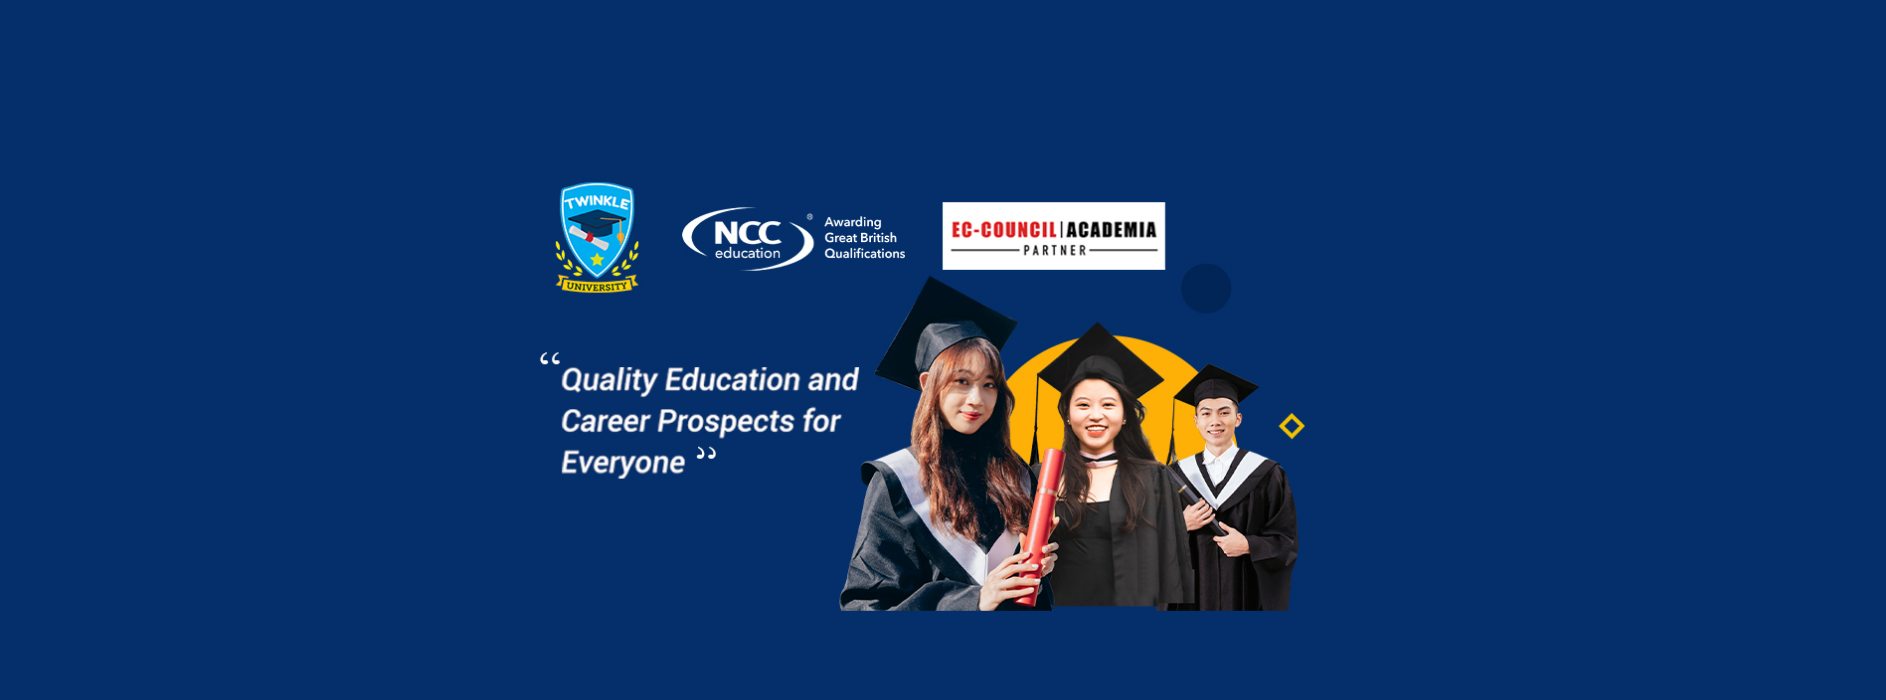 TWINKLE
UNIVERSITY
NCC ®
education
Awarding
Great British
Qualifications
EC-COUNCIL | ACADEMIA
PARTNER
“Quality Education and
Career Prospects for
Everyone ”